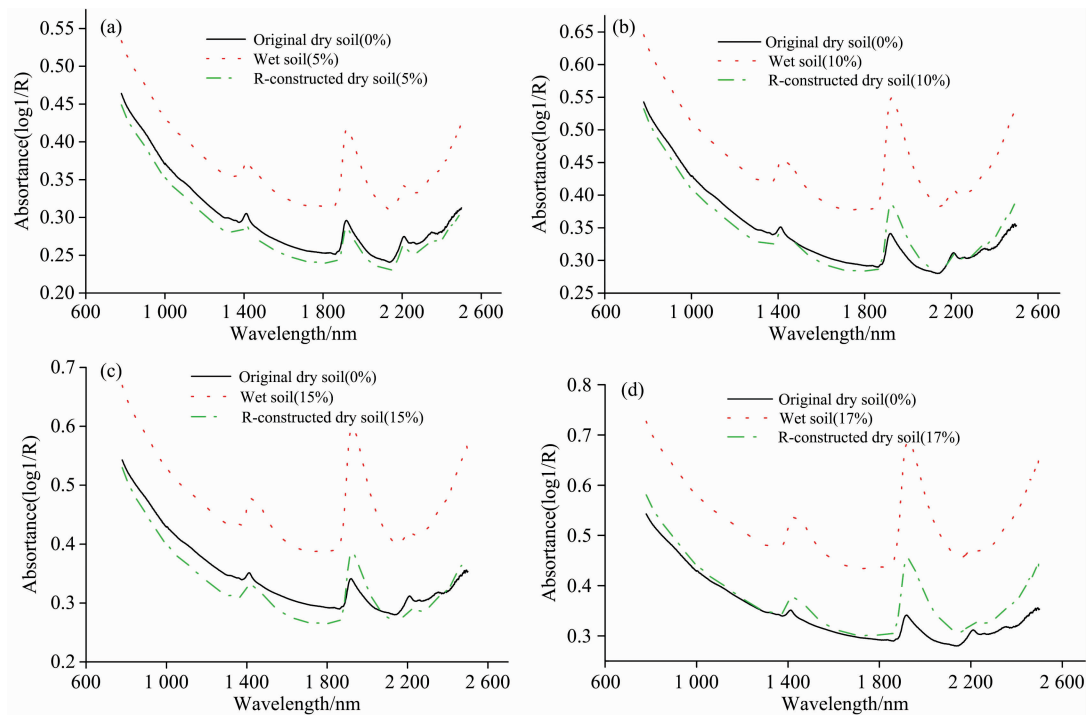 (a)
Original dry soil(0%)
Wet soil(5%)
R-constructed dry soil(5%)
Absortance(log1/R)
0.55
0.50
0.45
0.40
0.35
0.30
0.25
0.20
600
1 000
1 400
1 800
2 200
2 600
Wavelength/nm
(b)
Original dry soil(0%)
Wet soil(10%)
R-constructed dry soil(10%)
Absortance(log1/R)
0.65
0.60
0.55
0.50
0.45
0.40
0.35
0.30
0.25
600
1 000
1 400
1 800
2 200
2 600
Wavelength/nm
(c)
Original dry soil(0%)
Wet soil(15%)
R-constructed dry soil(15%)
Absortance(log1/R)
0.7
0.6
0.5
0.4
0.3
0.2
600
1 000
1 400
1 800
2 200
2 600
Wavelength/nm
(d)
Original dry soil(0%)
Wet soil(17%)
R-constructed dry soil(17%)
Absortance(log1/R)
0.8
0.7
0.6
0.5
0.4
0.3
600
1 000
1 400
1 800
2 200
2 600
Wavelength/nm